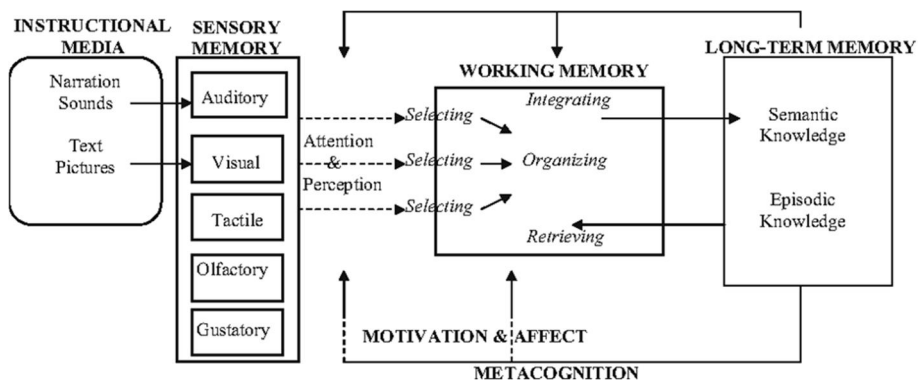 INSTRUCTIONAL
MEDIA
Narration
Sounds
Text
Pictures
SENSORY
MEMORY
Auditory
Visual
Tactile
Olfactory
Gustatory
Attention
&
Perception
Selecting
Selecting
Selecting
WORKING MEMORY
Integrating
Organizing
Retrieving
LONG-TERM MEMORY
Semantic
Knowledge
Episodic
Knowledge
MOTIVATION & AFFECT
METACOGNITION